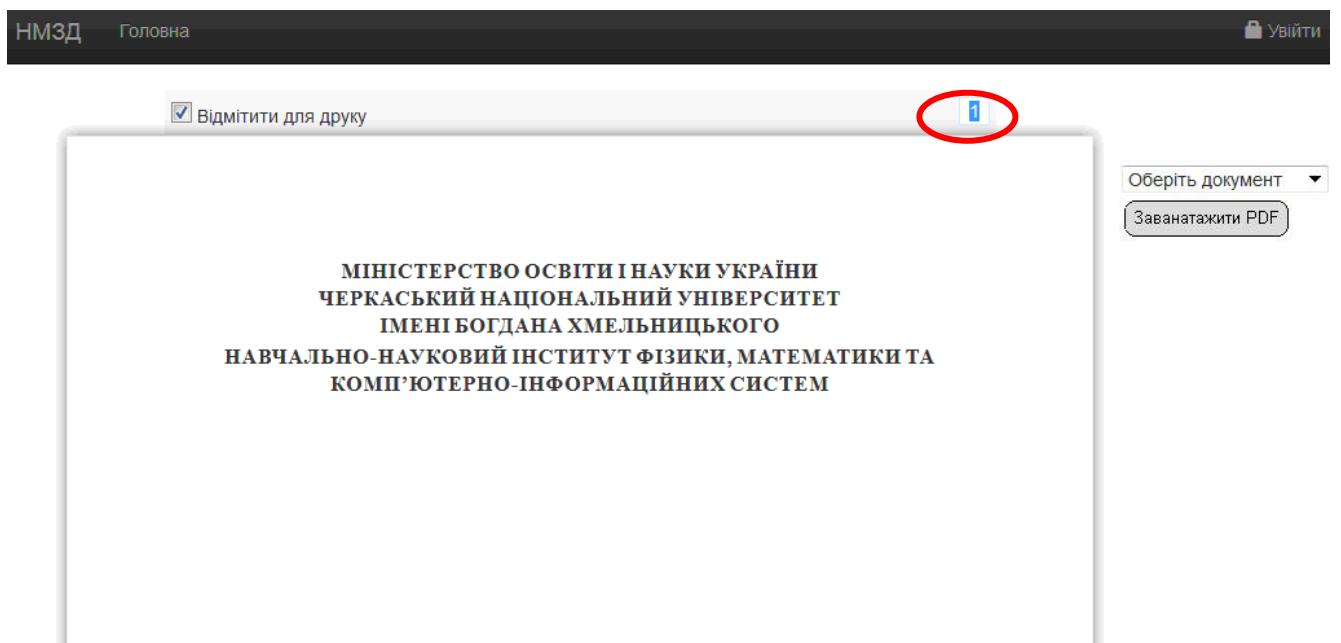 НМЗД Головна Увійти
Відмітити для друку 1
Оберіть документ
Заванатажити PDF
МІНІСТЕРСТВО ОСВІТИ І НАУКИ УКРАЇНИ
ЧЕРКАСЬКИЙ НАЦІОНАЛЬНИЙ УНІВЕРСИТЕТ
ІМЕНІ БОГДАНА ХМЕЛЬНИЦЬКОГО
НАВЧАЛЬНО-НАУКОВИЙ ІНСТИТУТ ФІЗИКИ, МАТЕМАТИКИ ТА
КОМП’ЮТЕРНО-ІНФОРМАЦІЙНИХ СИСТЕМ